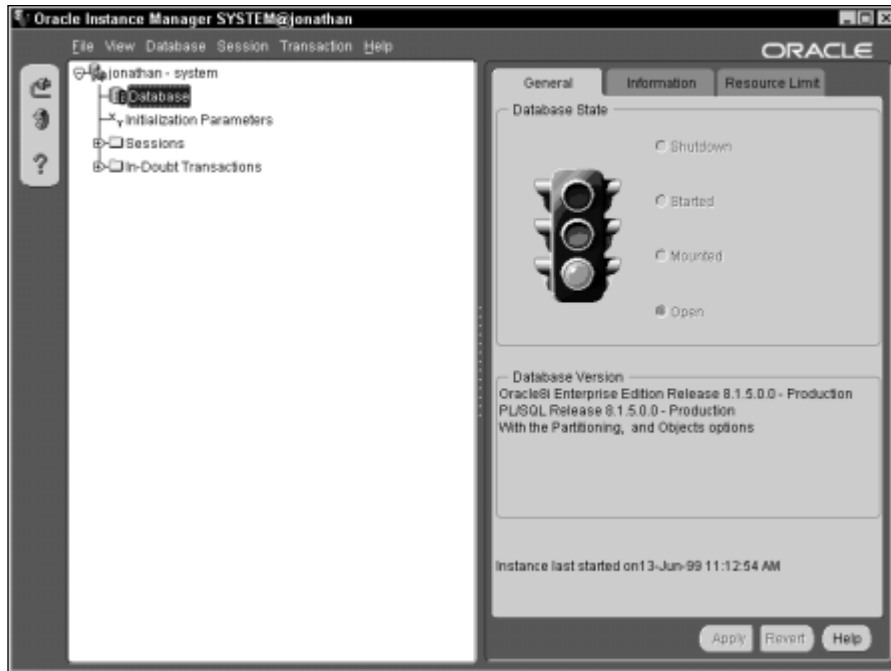 Oracle Instance Manager SYSTEM@jonathan
File View Database Session Transaction Help
ORACLE
jonathan - system
Database
Initialization Parameters
Sessions
In-Doubt Transactions
?
General Information Resource Limit
Database State
Shutdown
Started
Mounted
Open
Database Version
Oracle8i Enterprise Edition Release 8.1.5.0.0 - Production
PL/SQL Release 8.1.5.0.0 - Production
With the Partitioning, and Objects options
Instance last started on13-Jun-99 11:12:54 AM
Apply Revert Help